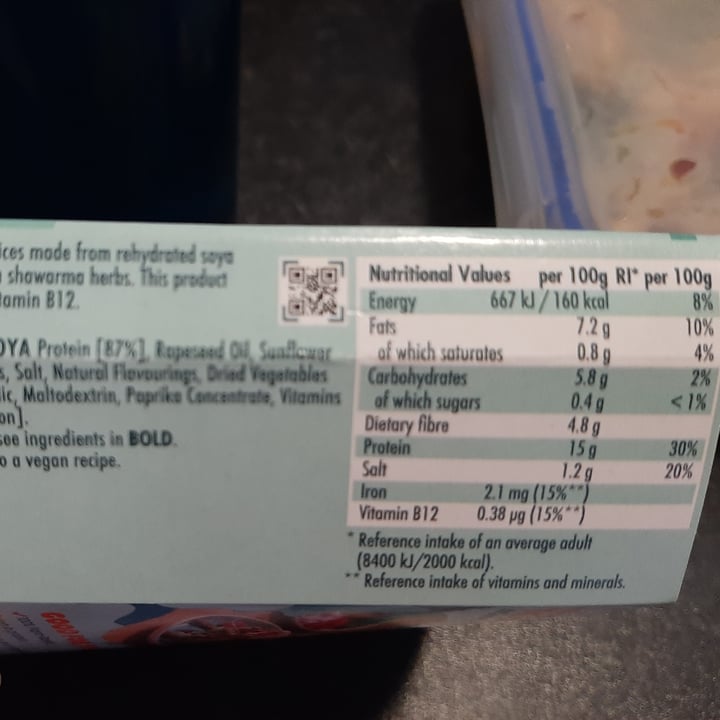 ices made from rehydrated soya
shawarma herbs. This product
amin B12.
OYA Protein [87%], Rapeseed Oil, Sunflower
s, Salt, Natural Flavourings, Dried Vegetables
lic, Maltodextrin, Paprika Concentrate, Vitamins
on].
see ingredients in BOLD.
o a vegan recipe.
Nutritional Values per 100g RI* per 100g
Energy 667 kJ / 160 kcal 8%
Fats 7.2 g 10%
of which saturates 0.8 g 4%
Carbohydrates 5.8 g 2%
of which sugars 0.4 g < 1%
Dietary fibre 4.8 g
Protein 15 g 30%
Salt 1.2 g 20%
Iron 2.1 mg (15%**)
Vitamin B12 0.38 µg (15%**)
* Reference intake of an average adult
(8400 kJ/2000 kcal).
** Reference intake of vitamins and minerals.